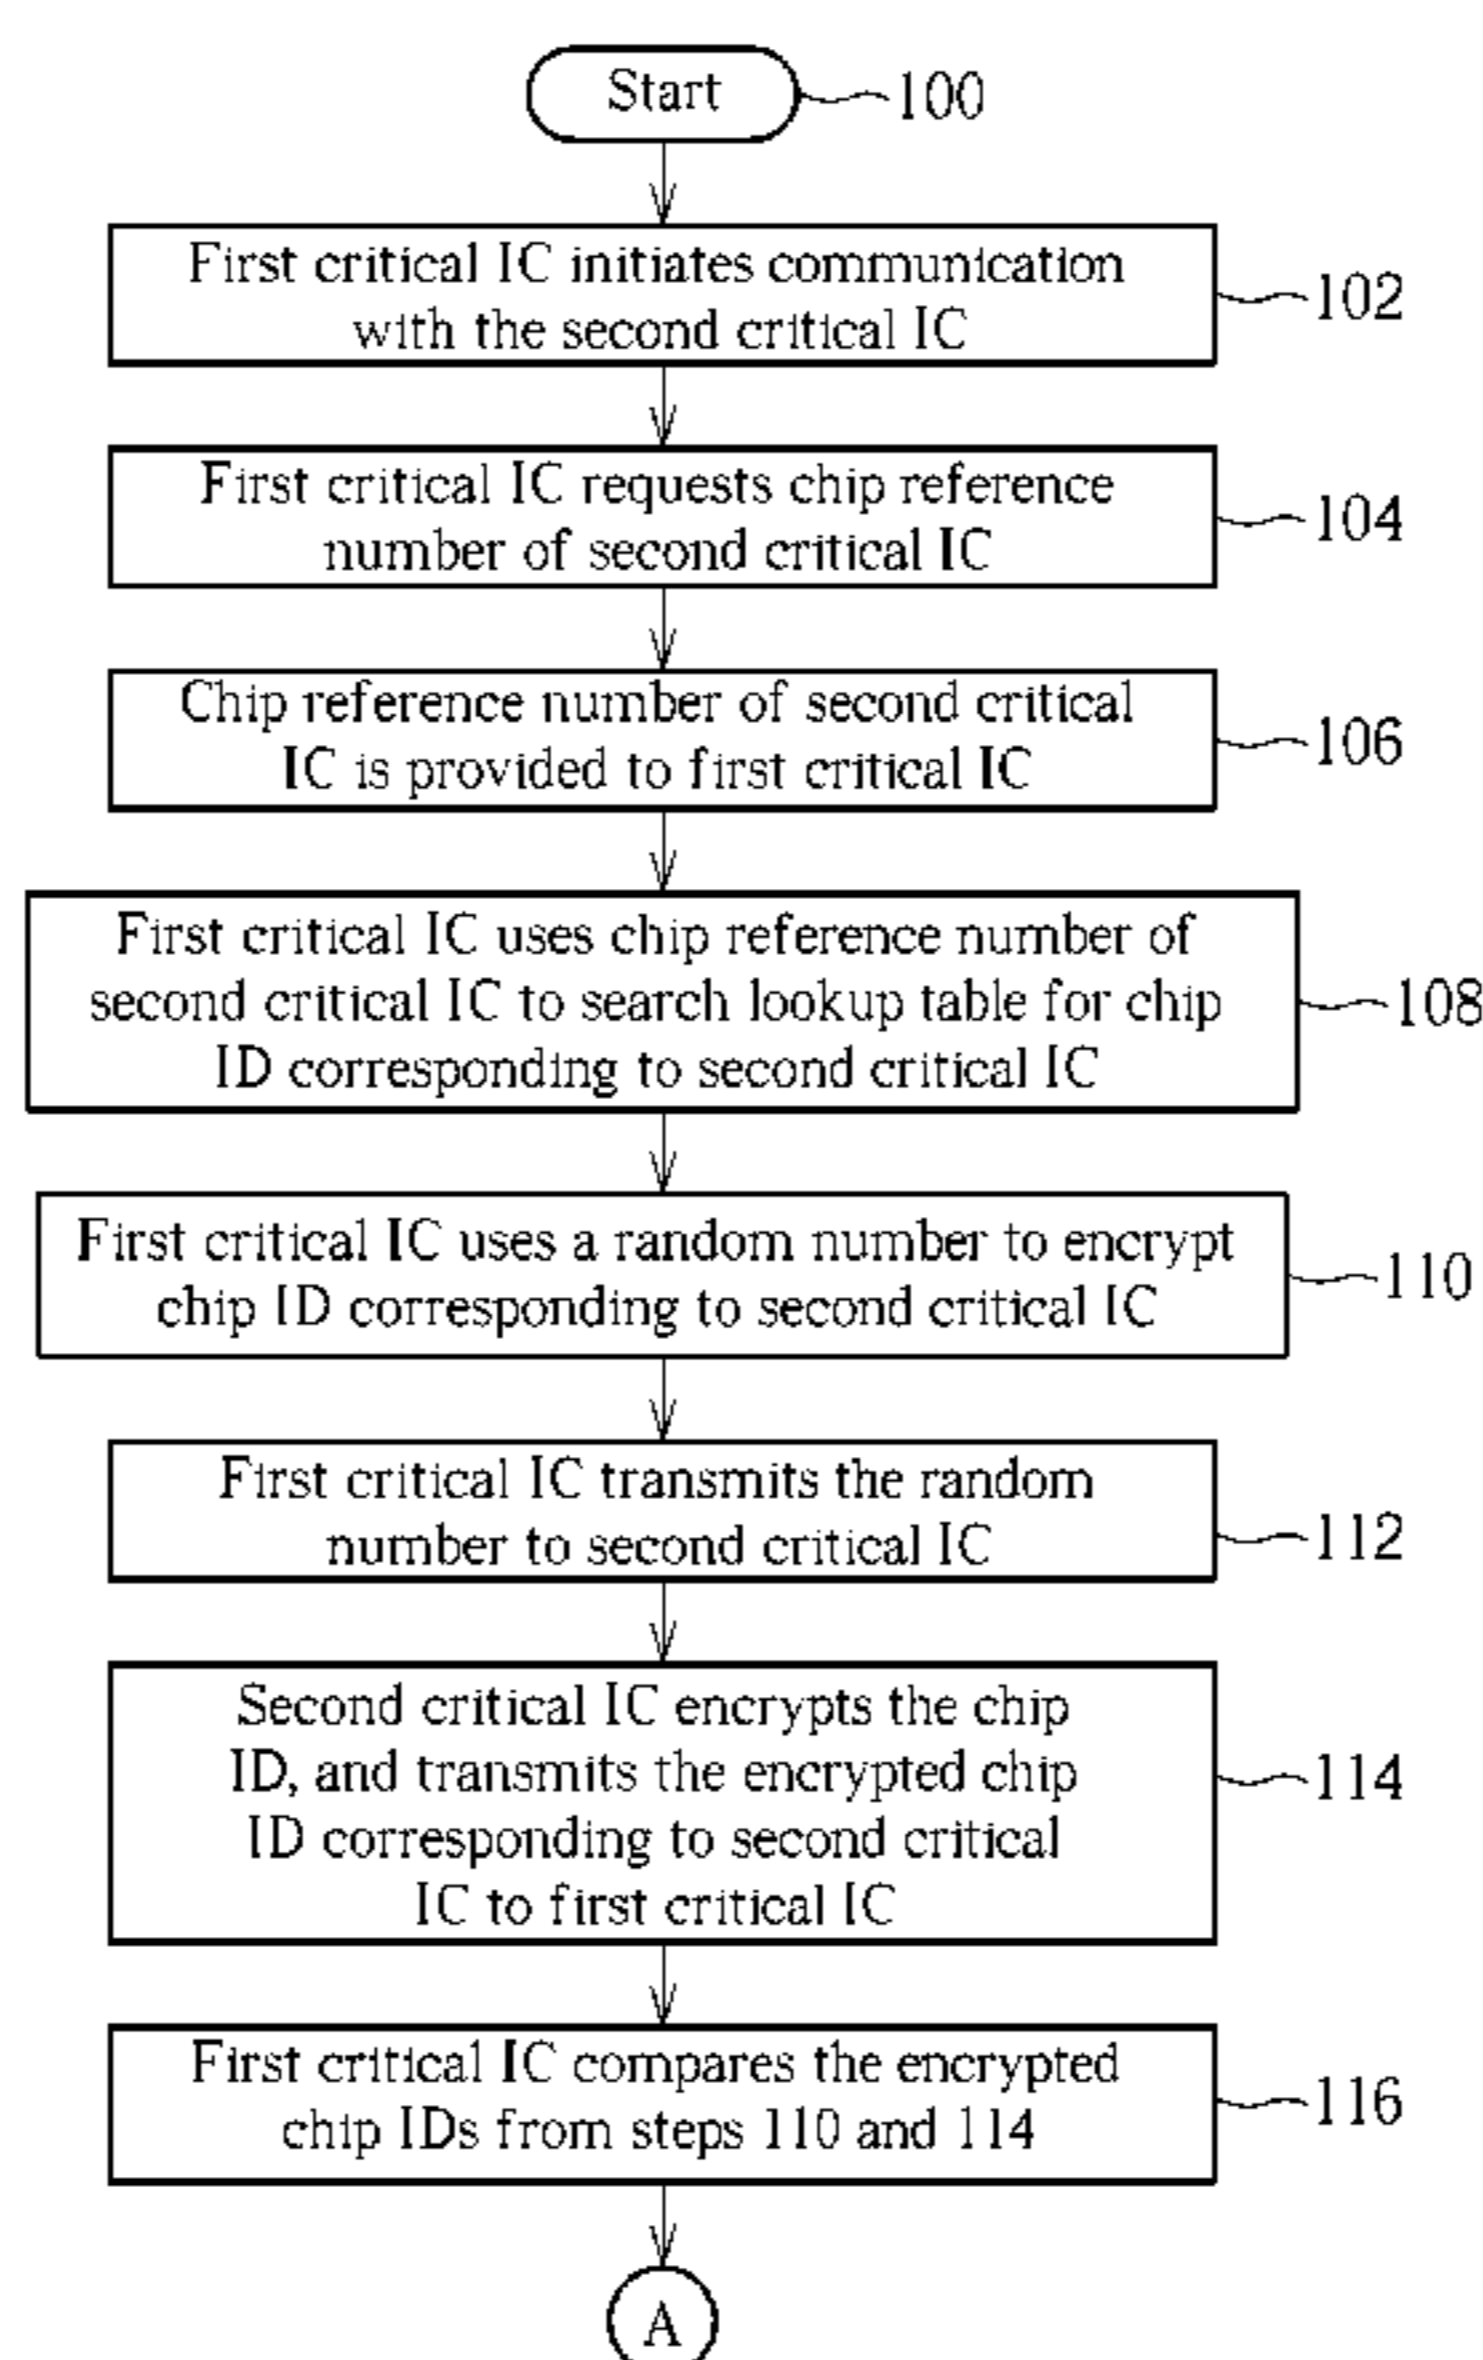 Start
100
First critical IC initiates communication
with the second critical IC
102
First critical IC requests chip reference
number of second critical IC
104
Chip reference number of second critical
IC is provided to first critical IC
106
First critical IC uses chip reference number of
second critical IC to search lookup table for chip
ID corresponding to second critical IC
108
First critical IC uses a random number to encrypt
chip ID corresponding to second critical IC
110
First critical IC transmits the random
number to second critical IC
112
Second critical IC encrypts the chip
ID, and transmits the encrypted chip
ID corresponding to second critical
IC to first critical IC
114
First critical IC compares the encrypted
chip IDs from steps 110 and 114
116
A